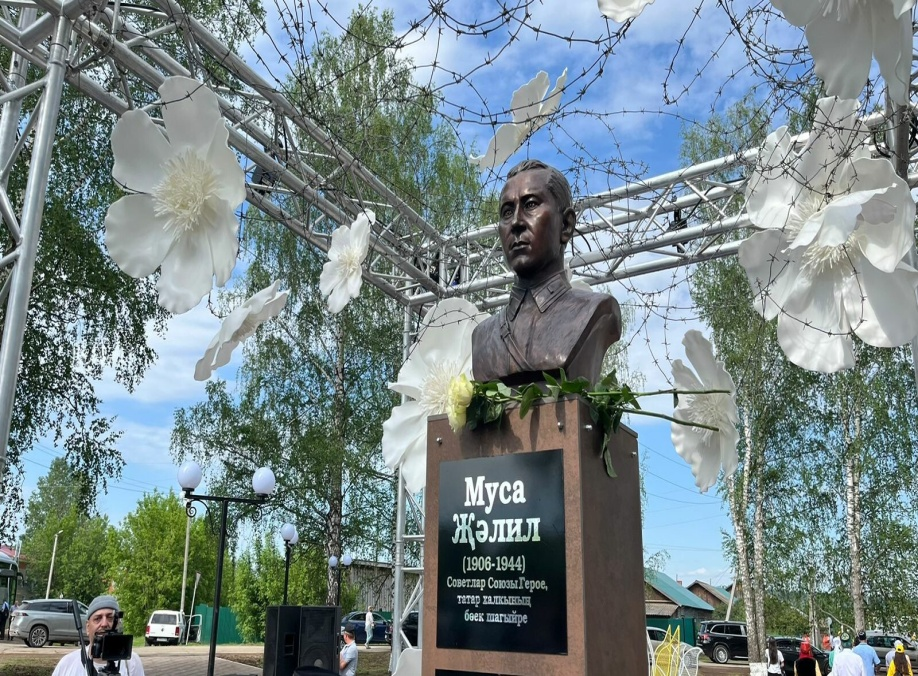 Муса
Җәлил
(1906-1944)
Советлар Союзы Герое,
татар халкының
бөек шагыйре